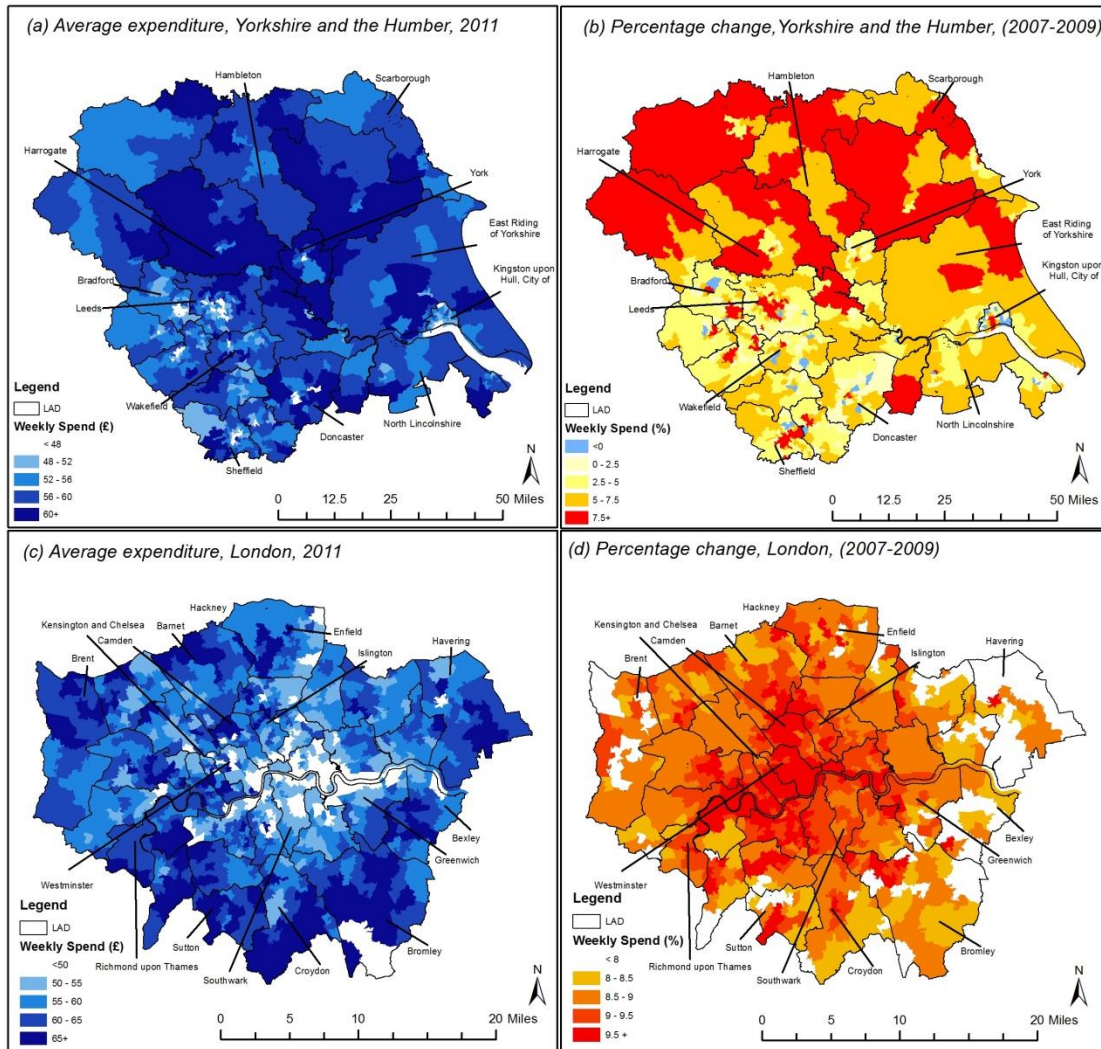 (a) Average expenditure, Yorkshire and the Humber, 2011
Hambleton
Scarborough
Harrogate
York
East Riding
of Yorkshire
Kingston upon
Hull, City of
Bradford
Leeds
Wakefield
Sheffield
Doncaster
North Lincolnshire
Legend
LAD
Weekly Spend (£)
< 48
48 - 52
52 - 56
56 - 60
60+
N
0 12.5 25 50 Miles
(b) Percentage change,Yorkshire and the Humber, (2007-2009)
Hambleton
Scarborough
Harrogate
York
East Riding
of Yorkshire
Kingston upon
Hull, City of
Bradford
Leeds
Wakefield
Sheffield
Doncaster
North Lincolnshire
Legend
LAD
Weekly Spend (%)
<0
0 - 2.5
2.5 - 5
5 - 7.5
7.5+
N
0 12.5 25 50 Miles
(c) Average expenditure, London, 2011
Hackney
Kensington and Chelsea
Barnet
Camden
Enfield
Havering
Brent
Islington
Bexley
Greenwich
Westminster
Bromley
Sutton
Richmond upon Thames
Croydon
Southwark
Legend
LAD
Weekly Spend (£)
<50
50 - 55
55 - 60
60 - 65
65+
N
0 5 10 20 Miles
(d) Percentage change, London, (2007-2009)
Hackney
Kensington and Chelsea
Barnet
Camden
Enfield
Havering
Brent
Islington
Bexley
Greenwich
Westminster
Bromley
Sutton
Richmond upon Thames
Croydon
Southwark
Legend
LAD
Weekly Spend (%)
< 8
8 - 8.5
8.5 - 9
9 - 9.5
9.5 +
N
0 5 10 20 Miles